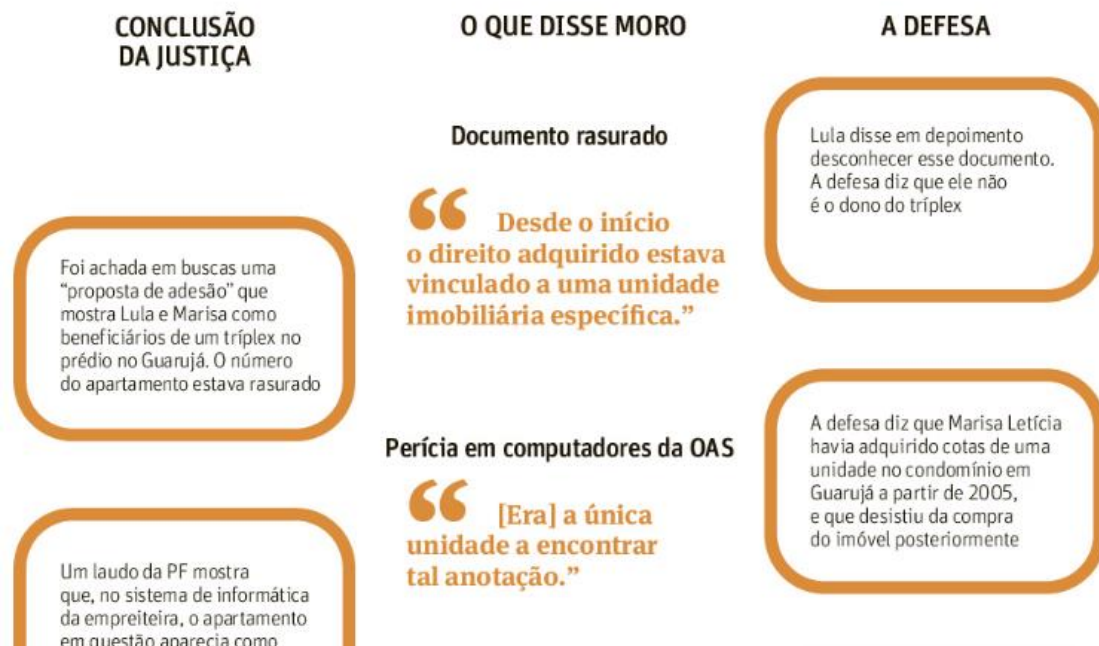 CONCLUSÃO
DA JUSTIÇA
O QUE DISSE MORO
A DEFESA
Documento rasurado
Lula disse em depoimento
desconhecer esse documento.
A defesa diz que ele não
é o dono do tríplex
“ Desde o início
o direito adquirido estava
vinculado a uma unidade
imobiliária específica.”
Foi achada em buscas uma
“proposta de adesão” que
mostra Lula e Marisa como
beneficiários de um tríplex no
prédio no Guarujá. O número
do apartamento estava rasurado
Perícia em computadores da OAS
A defesa diz que Marisa Letícia
havia adquirido cotas de uma
unidade no condomínio em
Guarujá a partir de 2005,
e que desistiu da compra
do imóvel posteriormente
“ [Era] a única
unidade a encontrar
tal anotação.”
Um laudo da PF mostra
que, no sistema de informática
da empreiteira, o apartamento
em questão aparecia como